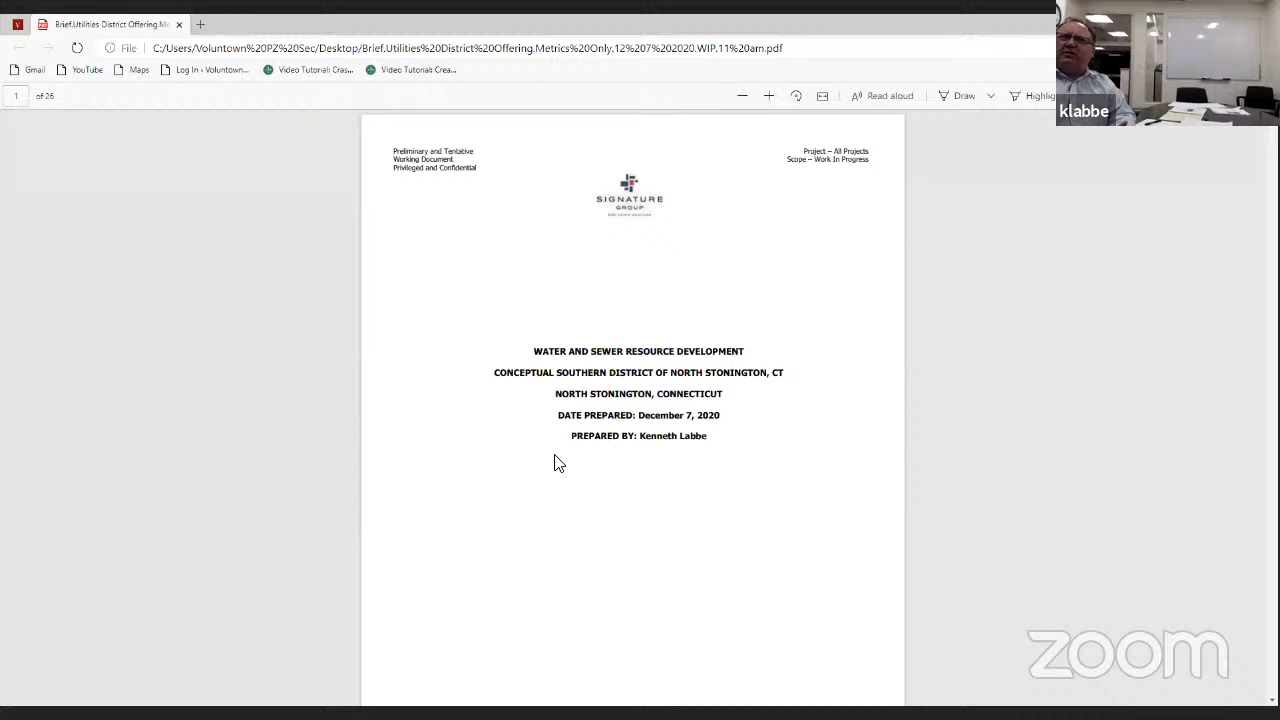 Brief.Utilities District Offering.Me
File
C:/Users/Voluntown%20PZ%20Sec/Desktop/Brief.Utilities%20District%20Offering.Metrics%20Only.12%207%202020.WIP.11%20am.pdf
Gmail
YouTube
Maps
Log In ‹ Voluntown...
Video Tutorial: Cras...
Video Tutorial: Crea...
1 of 26
Read aloud
Draw
Highlig
klabbe
Preliminary and Tentative
Working Document
Privileged and Confidential
Project – All Projects
Scope – Work In Progress
SIGNATURE
GROUP
WATER AND SEWER RESOURCE DEVELOPMENT
CONCEPTUAL SOUTHERN DISTRICT OF NORTH STONINGTON, CT
NORTH STONINGTON, CONNECTICUT
DATE PREPARED: December 7, 2020
PREPARED BY: Kenneth Labbe
zoom